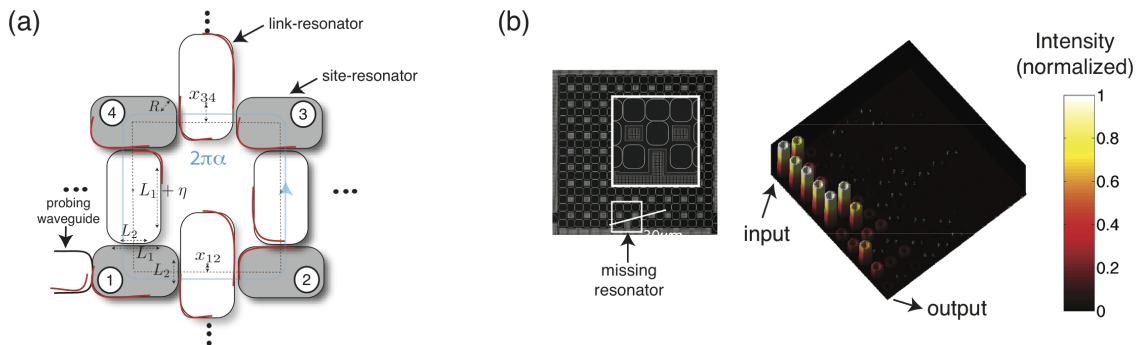 (a)
link-resonator
site-resonator
4
R
x₃₄
3
2πα
L₁ + η
probing
waveguide
L₂
L₁
x₁₂
1
L₂
2
(b)
missing
resonator
input
output
Intensity
(normalized)
1
0.8
0.6
0.4
0.2
0